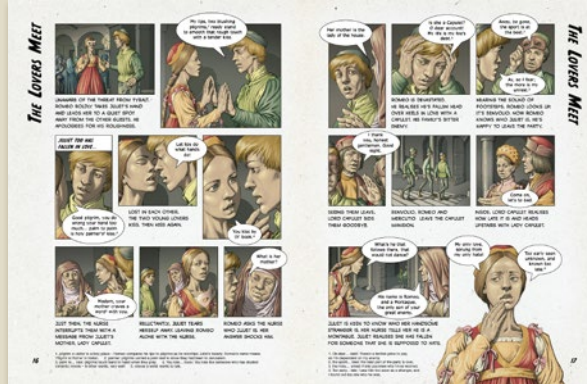 THE LOVERS MEET
My lips, two blushing
pilgrims, ready stand
to smooth that rough touch
with a tender kiss.
UNAWARE OF THE THREAT FROM TYBALT,
ROMEO BOLDLY TAKES JULIET'S HAND
AND LEADS HER TO A QUIET SPOT
AWAY FROM THE OTHER GUESTS. HE
APOLOGISES FOR HIS ROUGHNESS.
JULIET TOO HAS
FALLEN IN LOVE...
Good pilgrim, you do
wrong your hand too
much... palm to palm
is holy palmers' kiss.
LOST IN EACH OTHER,
THE TWO YOUNG LOVERS
KISS, THEN KISS AGAIN.
Let lips do
what hands
do!
You kiss by
th' book.
Madam, your
mother craves a
word with you.
JUST THEN, THE NURSE
INTERRUPTS THEM WITH A
MESSAGE FROM JULIET'S
MOTHER, LADY CAPULET.
RELUCTANTLY, JULIET TEARS
HERSELF AWAY, LEAVING ROMEO
ALONE WITH THE NURSE.
What is her
mother?
ROMEO ASKS THE NURSE
WHO JULIET IS. HER
ANSWER SHOCKS HIM.
16
THE LOVERS MEET
Her mother is the
lady of the house.
Is she a Capulet?
O dear account!
My life is my foe's
debt.
ROMEO IS DEVASTATED.
HE REALISES HE'S FALLEN HEAD
OVER HEELS IN LOVE WITH A
CAPULET, HIS FAMILY'S BITTER
ENEMY.
Away, be gone,
the sport is at
the best.
Ay, so I fear;
the more is my
unrest.
HEARING THE SOUND OF
FOOTSTEPS, ROMEO LOOKS UP.
IT'S BENVOLIO. NOW ROMEO
KNOWS WHO JULIET IS, HE'S
HAPPY TO LEAVE THE PARTY.
I thank
you, honest
gentlemen. Good
night.
SEEING THEM LEAVE,
LORD CAPULET BIDS
THEM GOODBYE.
BENVOLIO, ROMEO AND
MERCUTIO LEAVE THE CAPULET
MANSION.
Come on,
let's to bed.
INSIDE, LORD CAPULET REALISES
HOW LATE IT IS AND HEADS
UPSTAIRS WITH LADY CAPULET.
What's he that
follows there, that
would not dance?
His name is Romeo,
and a Montague,
the only son of your
great enemy.
JULIET IS KEEN TO KNOW WHO HER HANDSOME
STRANGER IS. HER NURSE TELLS HER HE IS A
MONTAGUE. JULIET REALISES SHE HAS FALLEN
FOR SOMEONE THAT SHE IS SUPPOSED TO HATE.
My only love,
sprung from
my only hate!
Too early seen
unknown, and
known too
late!
17